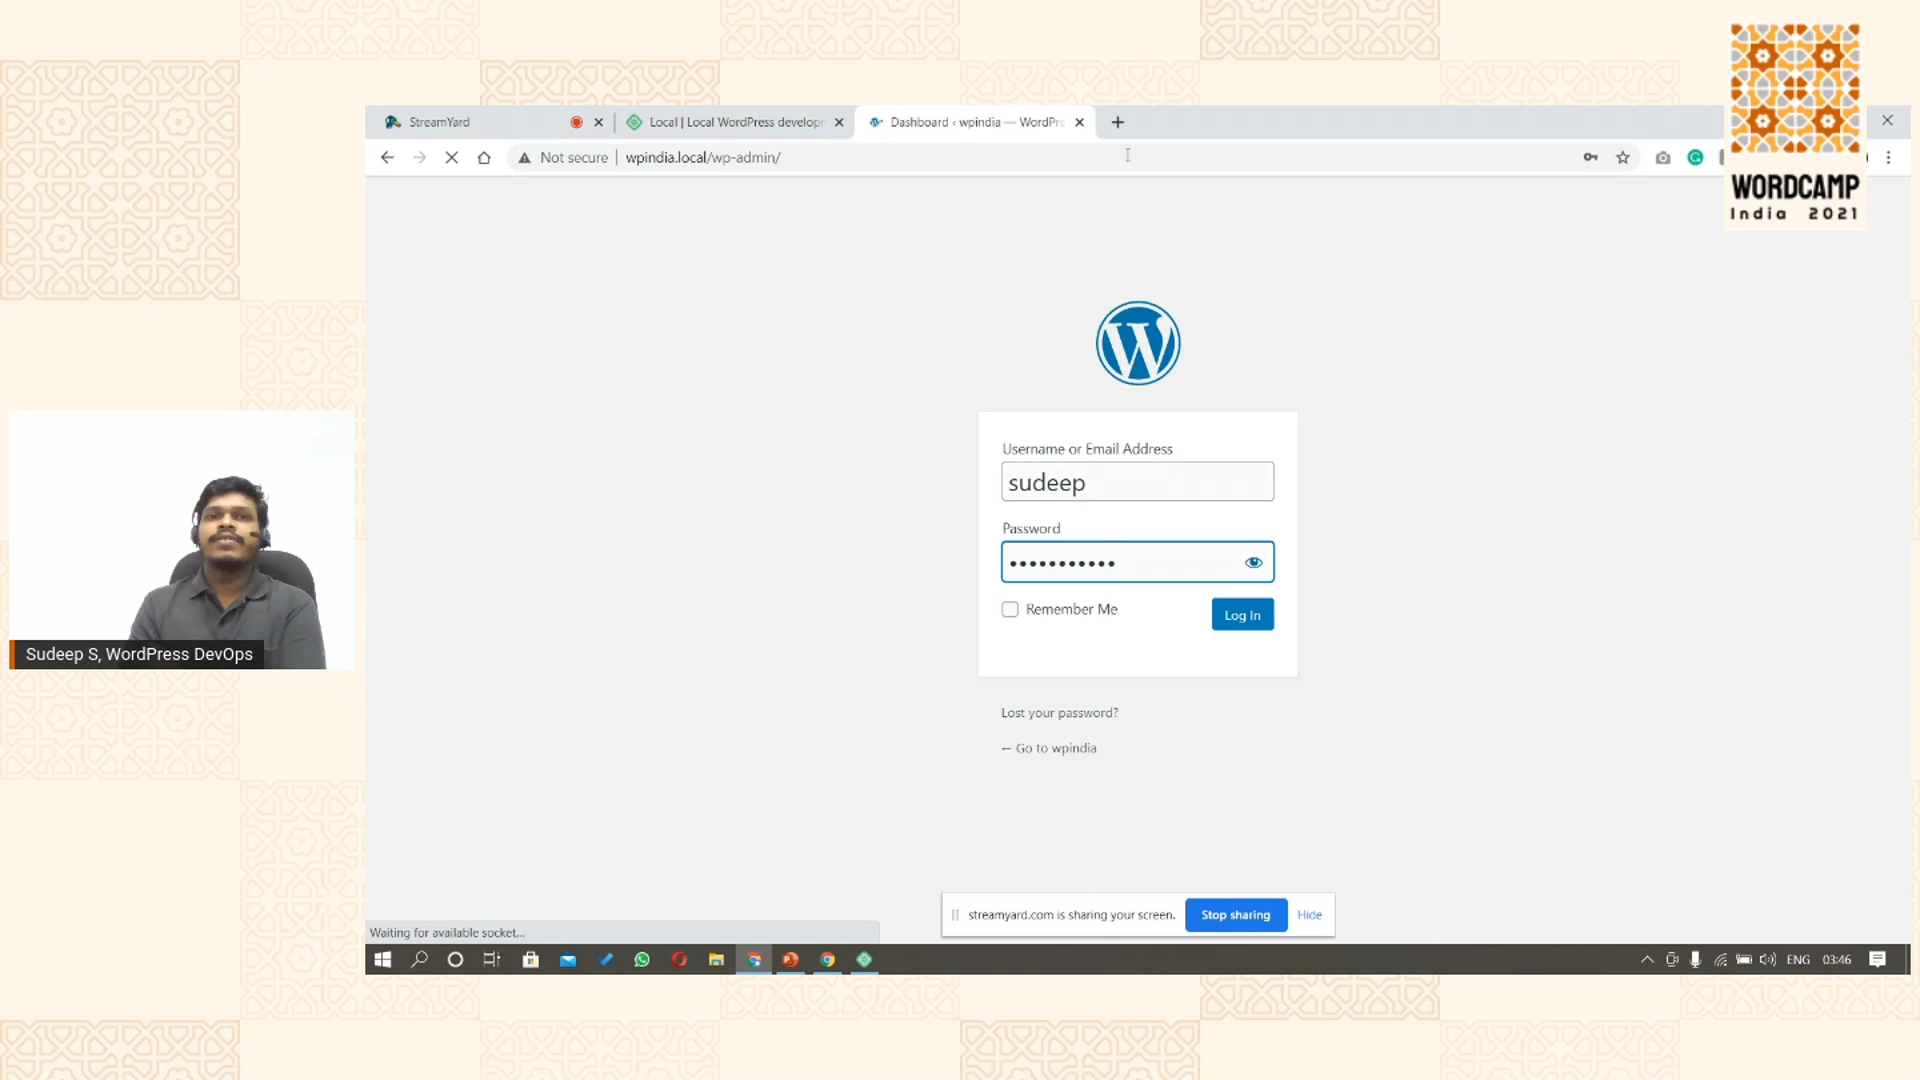 StreamYard
Local | Local WordPress developr
Dashboard ‹ wpindia — WordPre
Not secure | wpindia.local/wp-admin/
WORDCAMP
India 2021
Username or Email Address
sudeep
Password
Remember Me
Log In
Lost your password?
← Go to wpindia
Sudeep S, WordPress DevOps
streamyard.com is sharing your screen.
Stop sharing
Hide
Waiting for available socket...
ENG
03:46